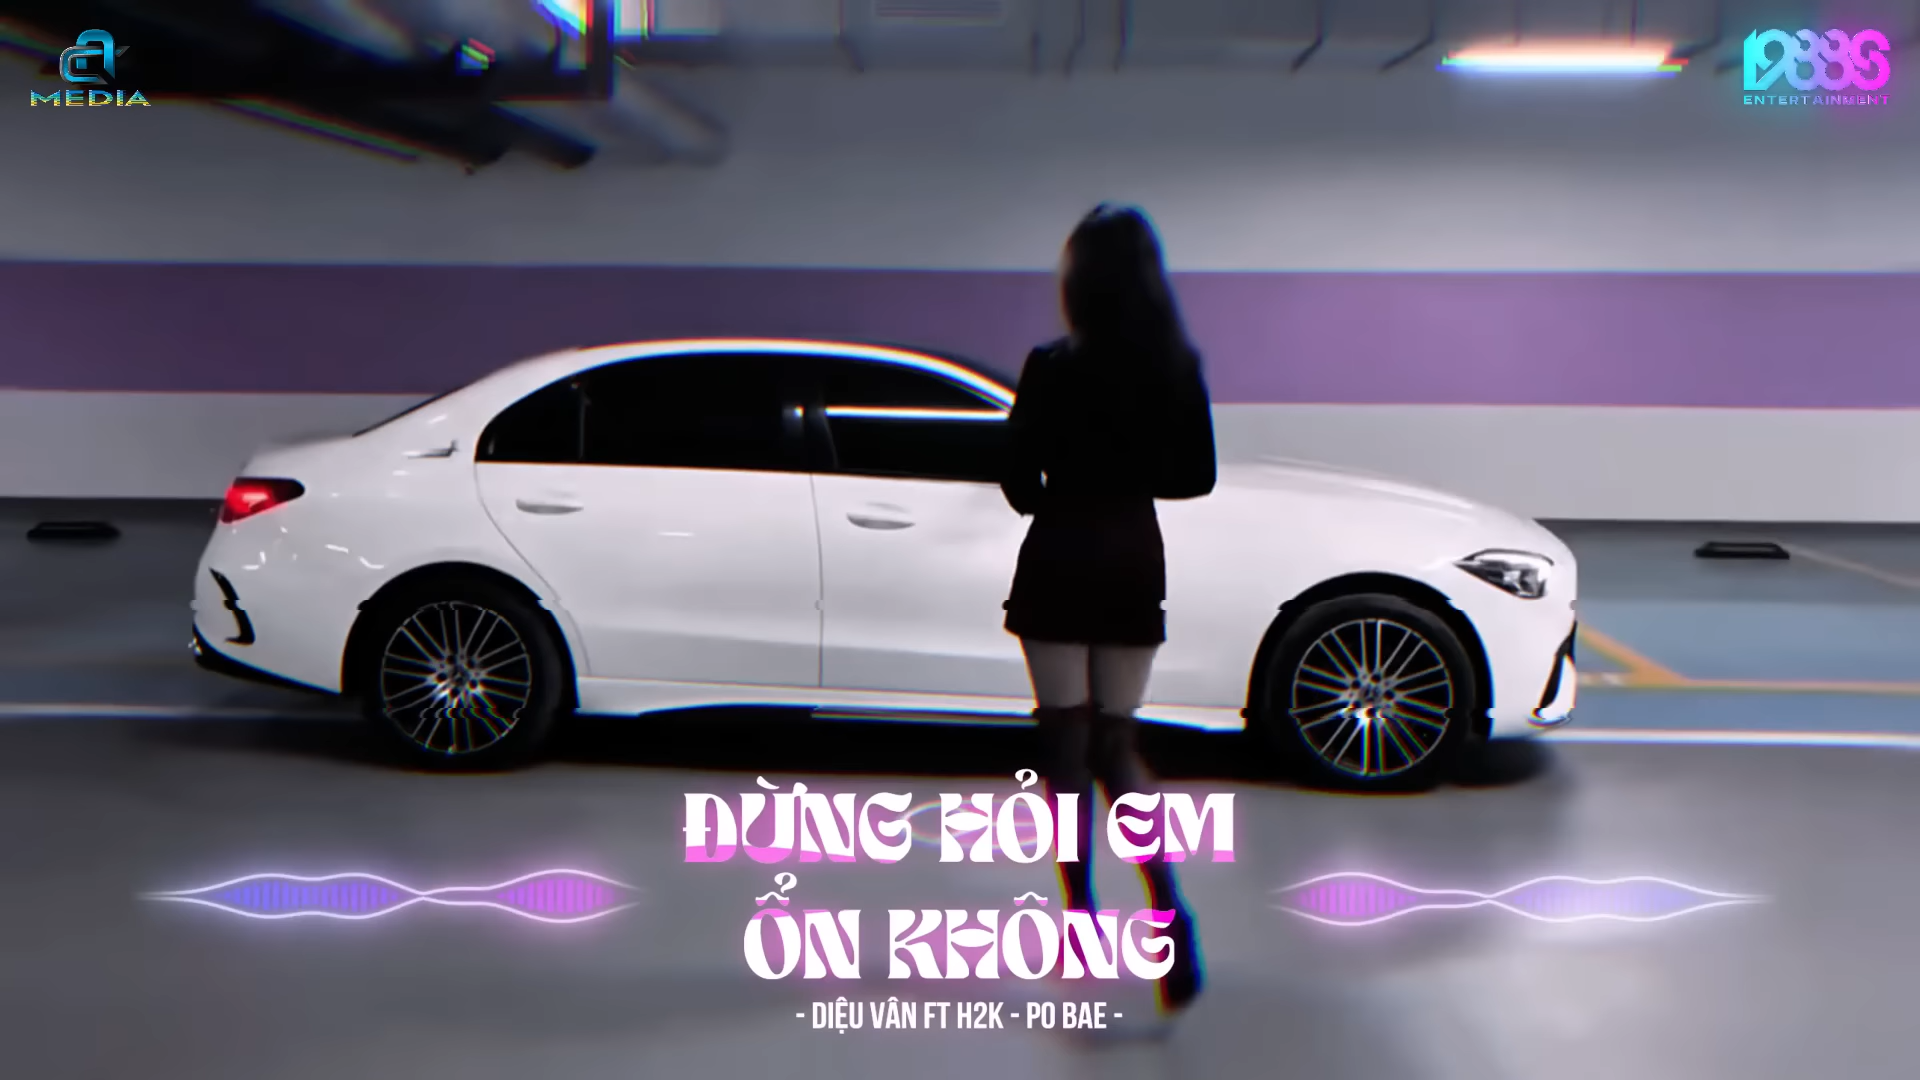 MEDIA
1988S
ENTERTAINMENT
ĐỪNG HỎI EM
ỔN KHÔNG
- DIỆU VÂN FT H2K - PO BAE -